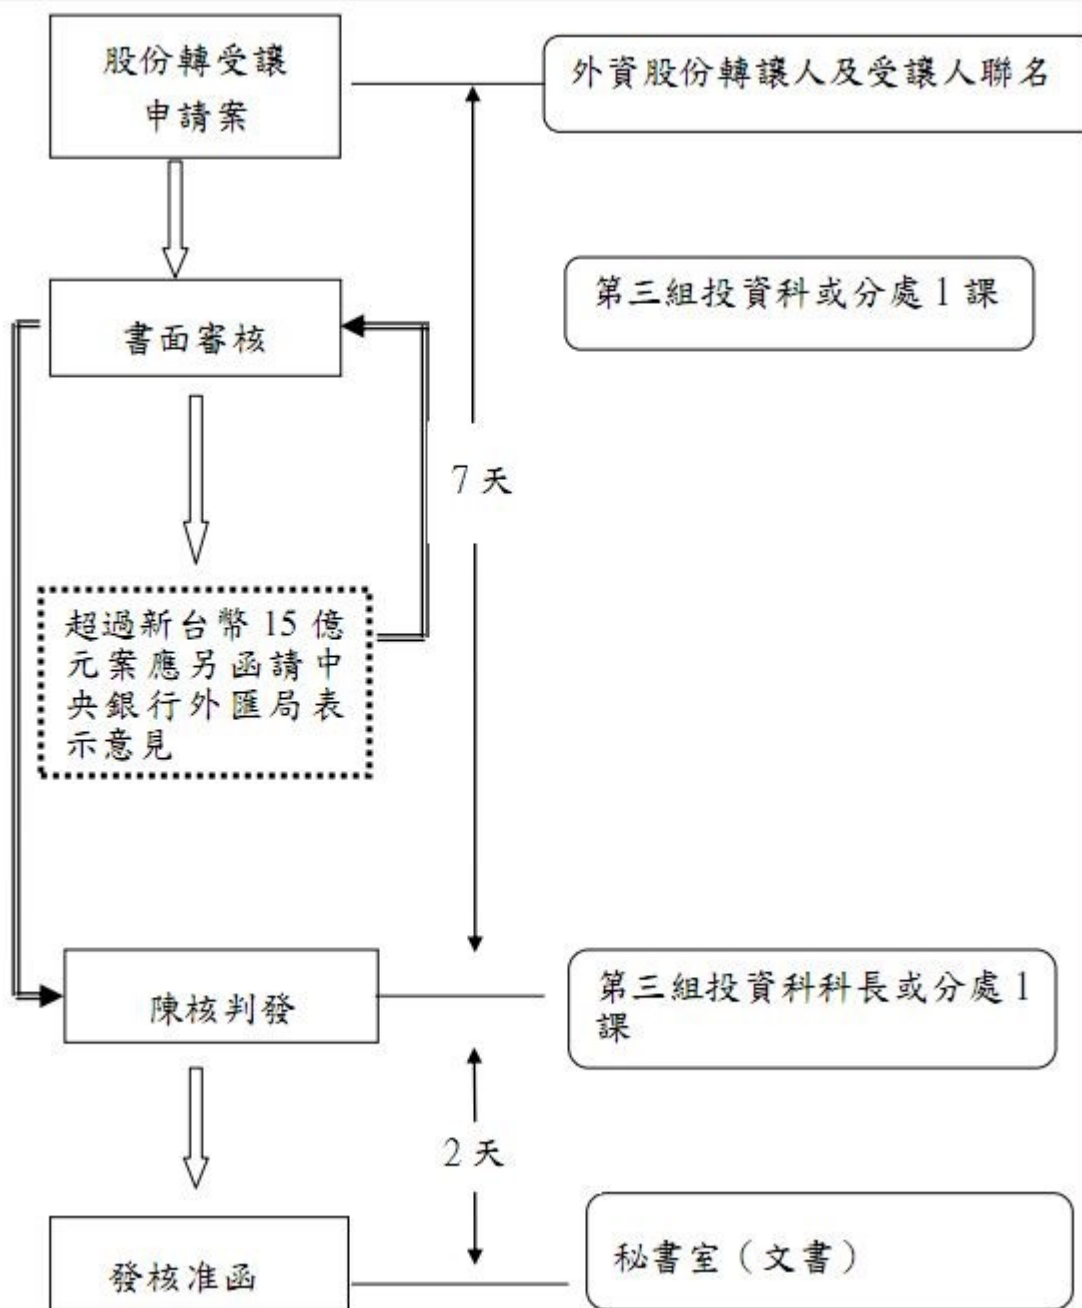 股份轉受讓
申請案
外資股份轉讓人及受讓人聯名
書面審核
第三組投資科或分處 1 課
7 天
超過新台幣 15 億
元案應另函請中
央銀行外匯局表
示意見
陳核判發
第三組投資科科長或分處 1
課
2 天
發核准函
秘書室（文書）